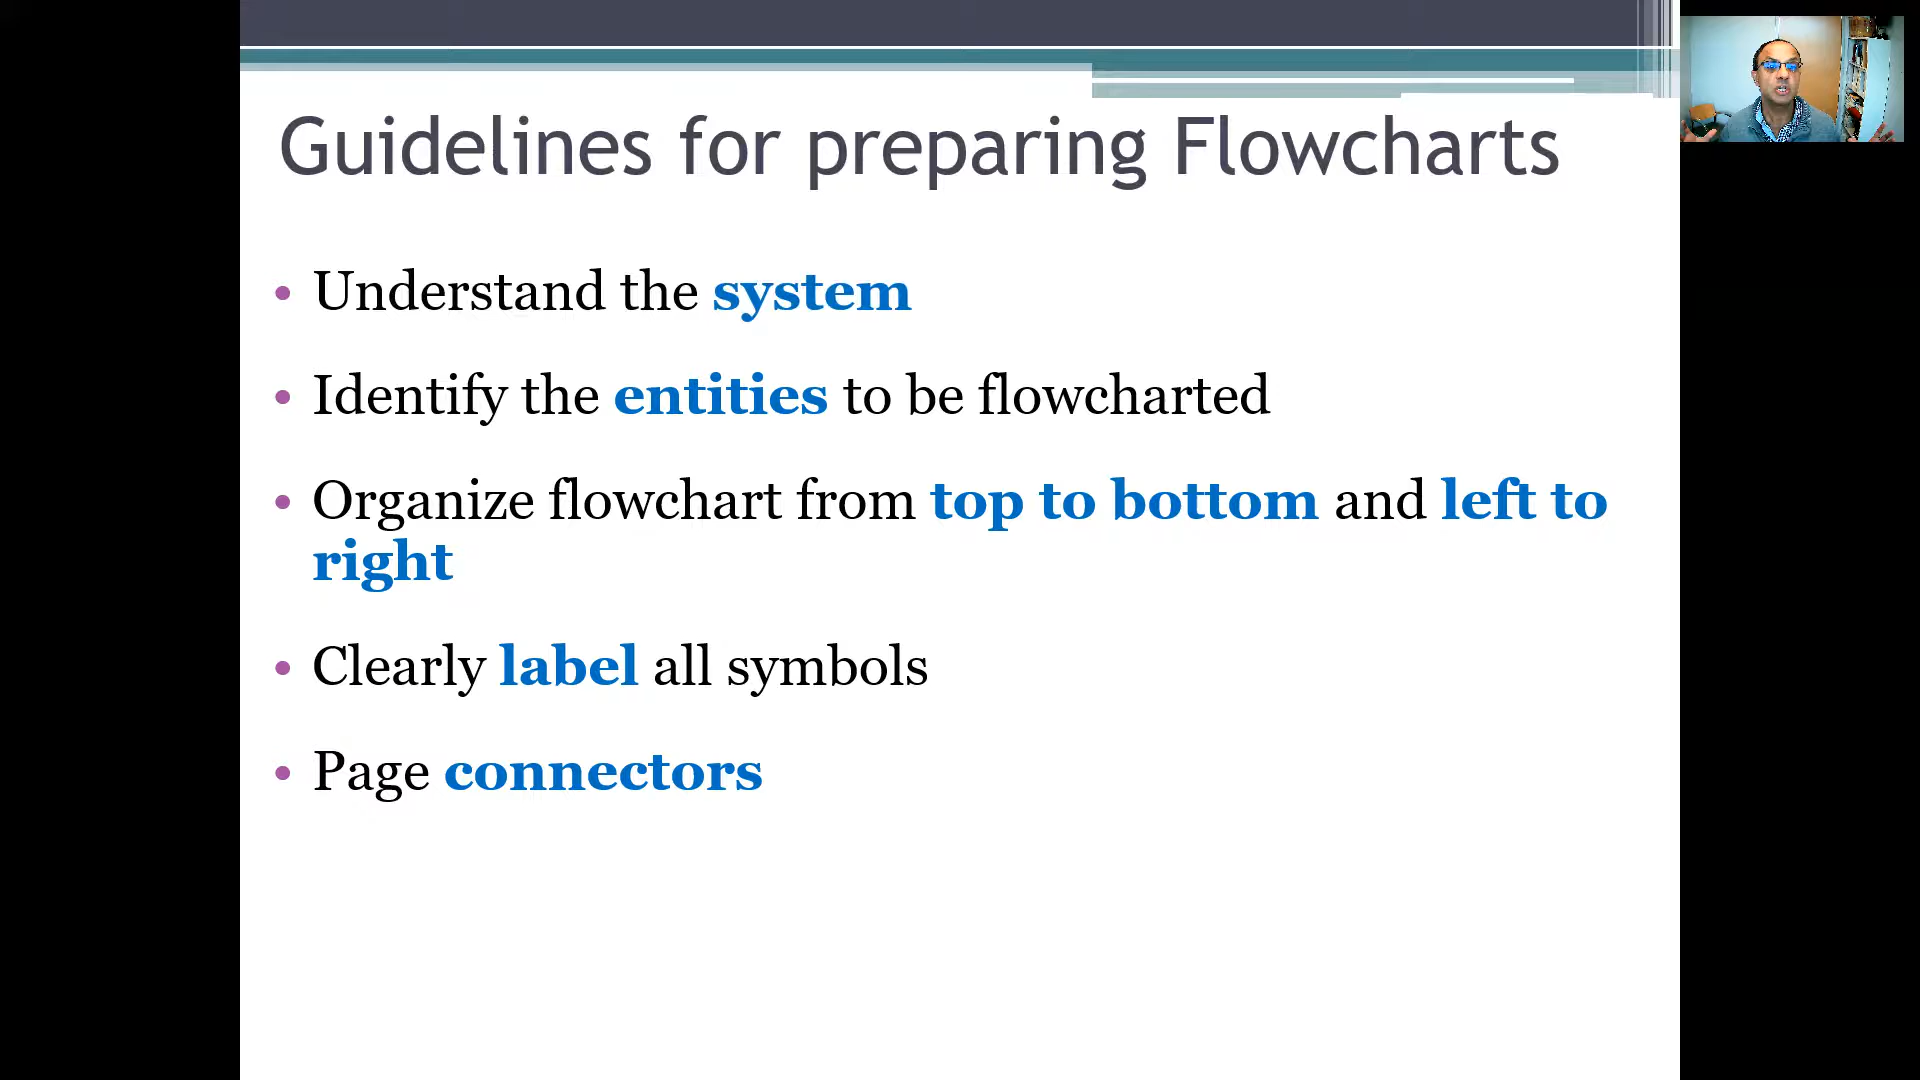 Guidelines for preparing Flowcharts
• Understand the system
• Identify the entities to be flowcharted
• Organize flowchart from top to bottom and left to
right
• Clearly label all symbols
• Page connectors